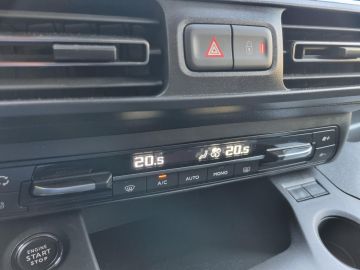 20.5 20.5
A/C AUTO MONO
ENGINE
START
STOP